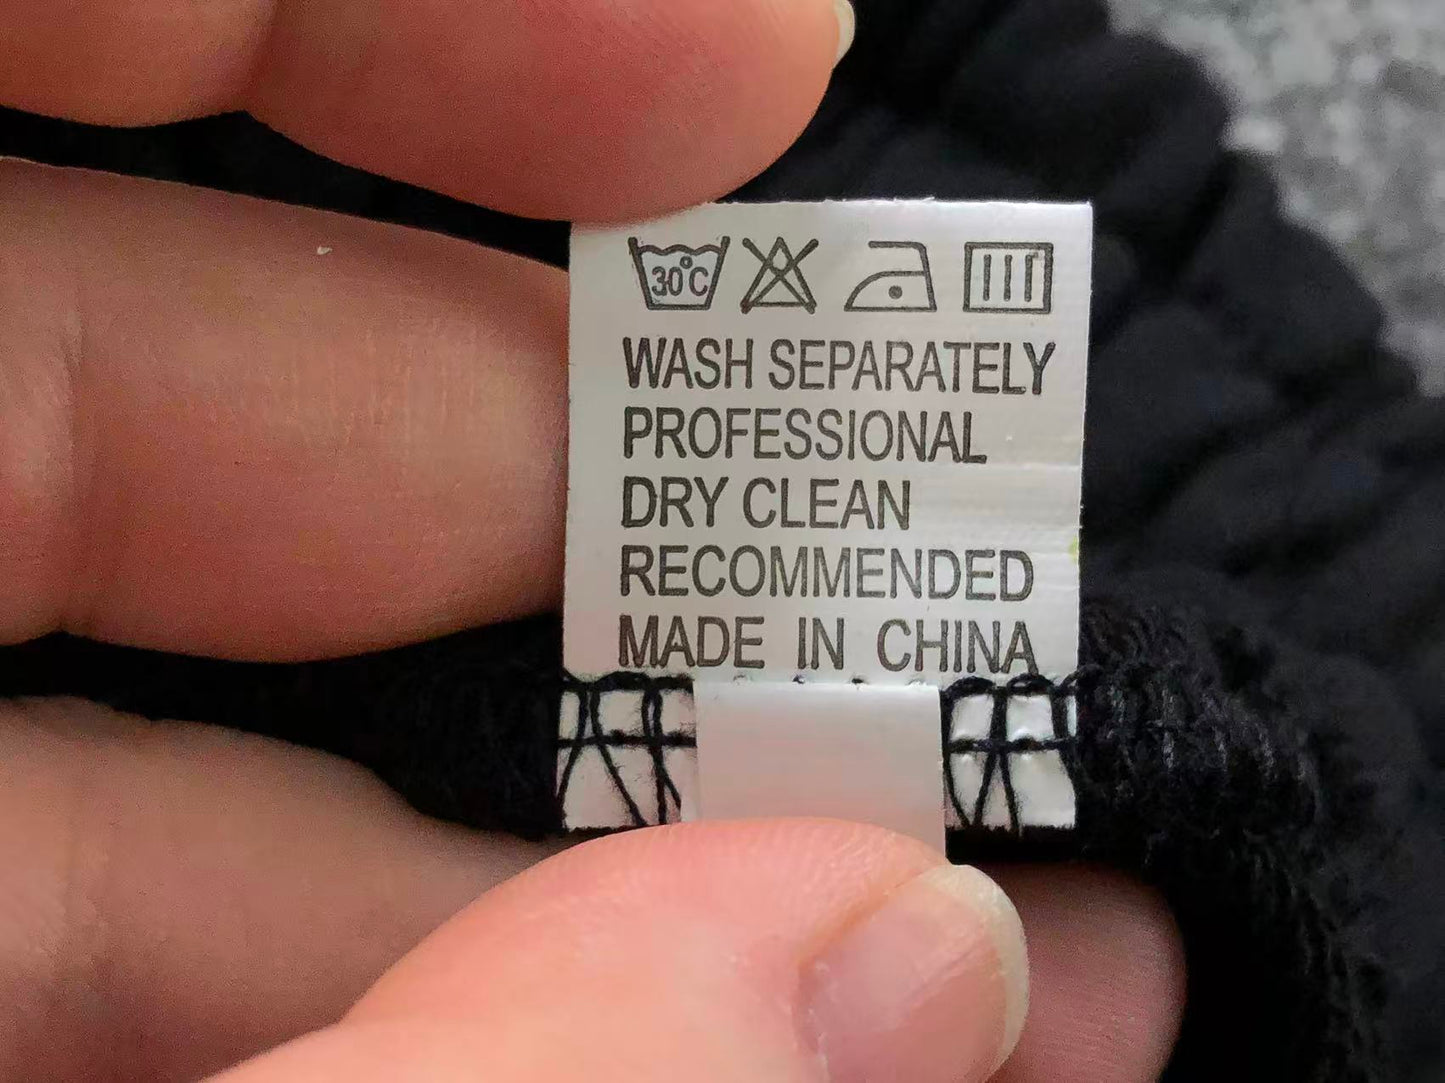 30°C
WASH SEPARATELY
PROFESSIONAL
DRY CLEAN
RECOMMENDED
MADE IN CHINA